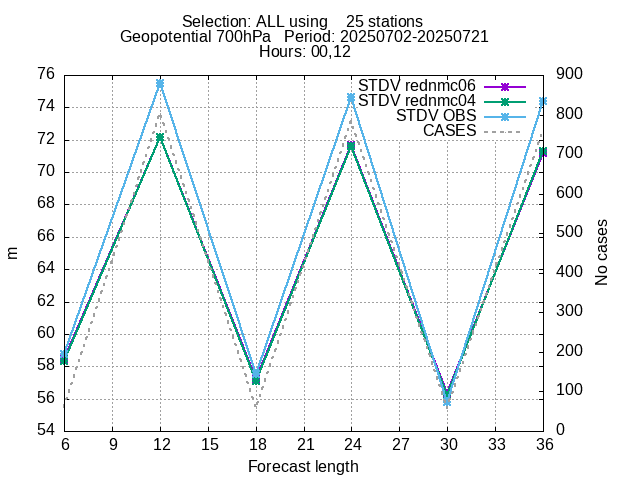 Selection: ALL using    25 stations
Geopotential 700hPa   Period: 20250702-20250721
Hours: 00,12
76 900
STDV rednmc06
74 800
STDV rednmc04
STDV OBS
CASES
72 700
70 600
68
66 500
64 400
62 300
60 200
58 100
56
54 0
m
No cases
6 9 12 15 18 21 24 27 30 33 36
Forecast length